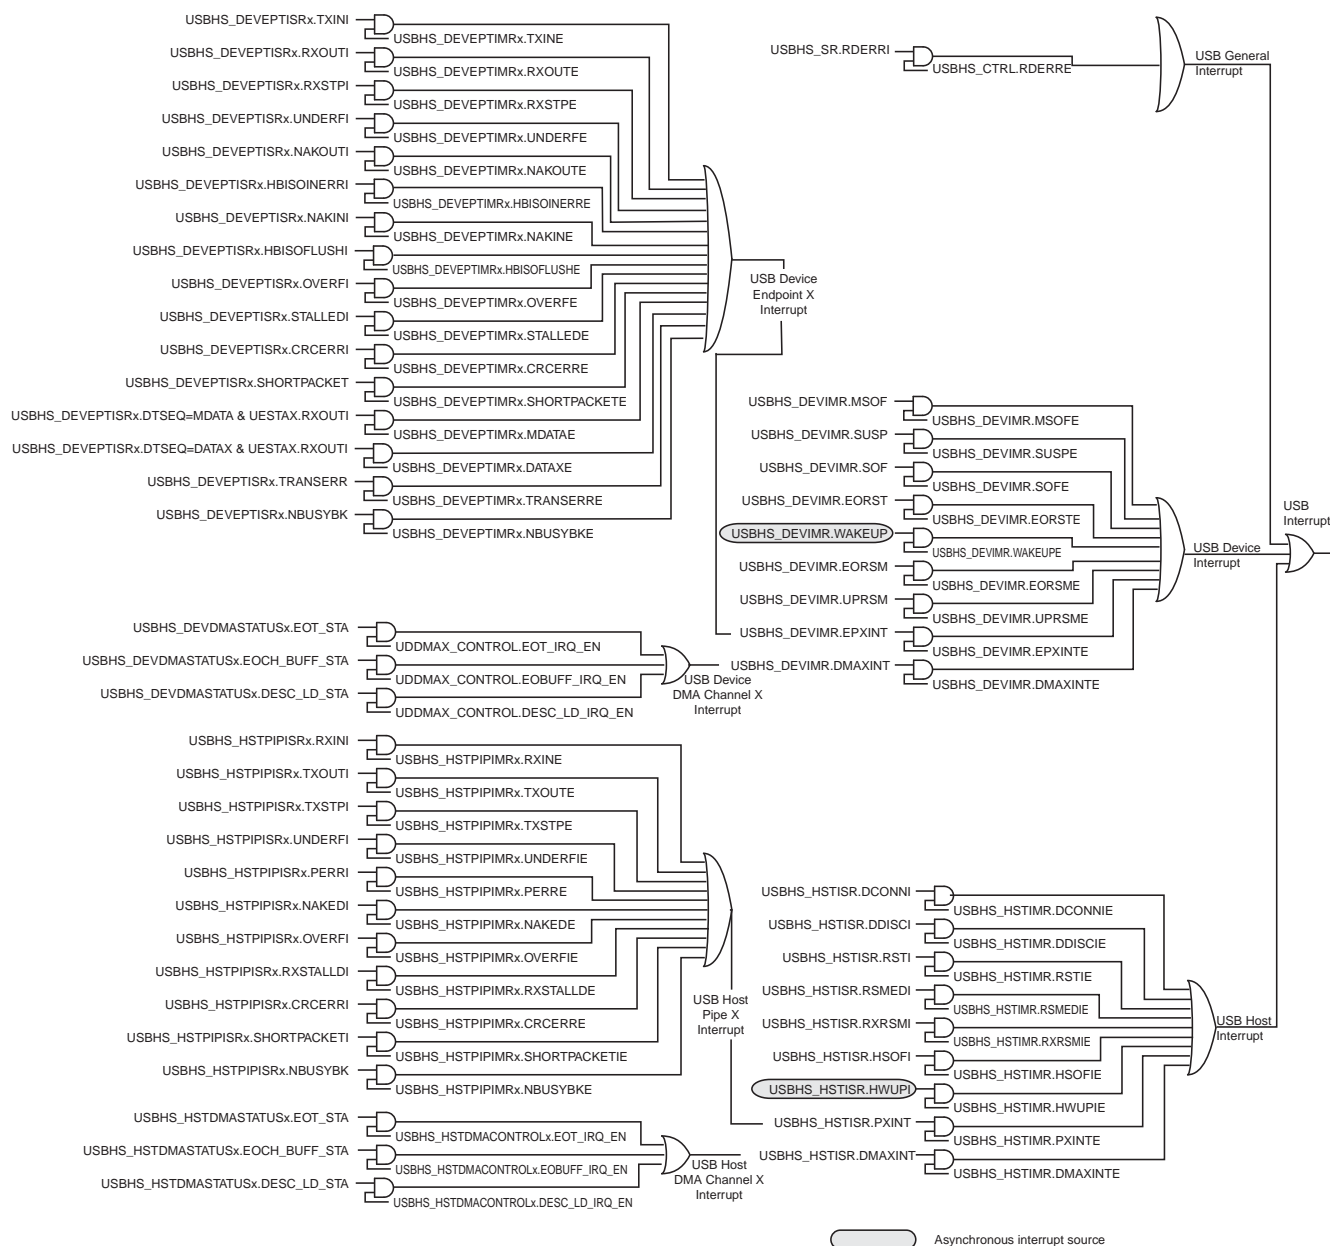 USBHS_DEVEPTISRx.TXINI
USBHS_DEVEPTIMRx.TXINE
USBHS_DEVEPTISRx.RXOUTI
USBHS_DEVEPTIMRx.RXOUTE
USBHS_DEVEPTISRx.RXSTPI
USBHS_DEVEPTIMRx.RXSTPE
USBHS_DEVEPTISRx.UNDERFI
USBHS_DEVEPTIMRx.UNDERFE
USBHS_DEVEPTISRx.NAKOUTI
USBHS_DEVEPTIMRx.NAKOUTE
USBHS_DEVEPTISRx.HBISOINERRI
USBHS_DEVEPTIMRx.HBISOINERRE
USBHS_DEVEPTISRx.NAKINI
USBHS_DEVEPTIMRx.NAKINE
USBHS_DEVEPTISRx.HBISOFLUSHI
USBHS_DEVEPTIMRx.HBISOFLUSHE
USBHS_DEVEPTISRx.OVERFI
USBHS_DEVEPTIMRx.OVERFE
USBHS_DEVEPTISRx.STALLEDI
USBHS_DEVEPTIMRx.STALLEDE
USBHS_DEVEPTISRx.CRCERRI
USBHS_DEVEPTIMRx.CRCERRE
USBHS_DEVEPTISRx.SHORTPACKET
USBHS_DEVEPTIMRx.SHORTPACKETE
USBHS_DEVEPTISRx.DTSEQ=MDATA & UESTAX.RXOUTI
USBHS_DEVEPTIMRx.MDATAE
USBHS_DEVEPTISRx.DTSEQ=DATAX & UESTAX.RXOUTI
USBHS_DEVEPTIMRx.DATAXE
USBHS_DEVEPTISRx.TRANSERR
USBHS_DEVEPTIMRx.TRANSERRE
USBHS_DEVEPTISRx.NBUSYBK
USBHS_DEVEPTIMRx.NBUSYBKE
USB Device
Endpoint X
Interrupt
USBHS_SR.RDERRI
USBHS_CTRL.RDERRE
USB General
Interrupt
USBHS_DEVIMR.MSOF
USBHS_DEVIMR.MSOFE
USBHS_DEVIMR.SUSP
USBHS_DEVIMR.SUSPE
USBHS_DEVIMR.SOF
USBHS_DEVIMR.SOFE
USBHS_DEVIMR.EORST
USBHS_DEVIMR.EORSTE
USBHS_DEVIMR.WAKEUP
USBHS_DEVIMR.WAKEUPE
USBHS_DEVIMR.EORSM
USBHS_DEVIMR.EORSME
USBHS_DEVIMR.UPRSM
USBHS_DEVIMR.UPRSME
USBHS_DEVIMR.EPXINT
USBHS_DEVIMR.EPXINTE
USBHS_DEVIMR.DMAXINT
USBHS_DEVIMR.DMAXINTE
USB Device
Interrupt
USB
Interrupt
USBHS_DEVDMASTATUSx.EOT_STA
UDDMAX_CONTROL.EOT_IRQ_EN
USBHS_DEVDMASTATUSx.EOCH_BUFF_STA
UDDMAX_CONTROL.EOBUFF_IRQ_EN
USBHS_DEVDMASTATUSx.DESC_LD_STA
UDDMAX_CONTROL.DESC_LD_IRQ_EN
USB Device
DMA Channel X
Interrupt
USBHS_HSTPIPISRx.RXINI
USBHS_HSTPIPIMRx.RXINE
USBHS_HSTPIPISRx.TXOUTI
USBHS_HSTPIPIMRx.TXOUTE
USBHS_HSTPIPISRx.TXSTPI
USBHS_HSTPIPIMRx.TXSTPE
USBHS_HSTPIPISRx.UNDERFI
USBHS_HSTPIPIMRx.UNDERFIE
USBHS_HSTPIPISRx.PERRI
USBHS_HSTPIPIMRx.PERRE
USBHS_HSTPIPISRx.NAKEDI
USBHS_HSTPIPIMRx.NAKEDE
USBHS_HSTPIPISRx.OVERFI
USBHS_HSTPIPIMRx.OVERFIE
USBHS_HSTPIPISRx.RXSTALLDI
USBHS_HSTPIPIMRx.RXSTALLDE
USBHS_HSTPIPISRx.CRCERRI
USBHS_HSTPIPIMRx.CRCERRE
USBHS_HSTPIPISRx.SHORTPACKETI
USBHS_HSTPIPIMRx.SHORTPACKETIE
USBHS_HSTPIPISRx.NBUSYBK
USBHS_HSTPIPIMRx.NBUSYBKE
USB Host
Pipe X
Interrupt
USBHS_HSTISR.DCONNI
USBHS_HSTIMR.DCONNIE
USBHS_HSTISR.DDISCI
USBHS_HSTIMR.DDISCIE
USBHS_HSTISR.RSTI
USBHS_HSTIMR.RSTIE
USBHS_HSTISR.RSMEDI
USBHS_HSTIMR.RSMEDIE
USBHS_HSTISR.RXRSMI
USBHS_HSTIMR.RXRSMIE
USBHS_HSTISR.HSOFI
USBHS_HSTIMR.HSOFIE
USBHS_HSTISR.HWUPI
USBHS_HSTIMR.HWUPIE
USBHS_HSTISR.PXINT
USBHS_HSTIMR.PXINTE
USBHS_HSTISR.DMAXINT
USBHS_HSTIMR.DMAXINTE
USB Host
Interrupt
USBHS_HSTDMASTATUSx.EOT_STA
USBHS_HSTDMACONTROLx.EOT_IRQ_EN
USBHS_HSTDMASTATUSx.EOCH_BUFF_STA
USBHS_HSTDMACONTROLx.EOBUFF_IRQ_EN
USBHS_HSTDMASTATUSx.DESC_LD_STA
USBHS_HSTDMACONTROLx.DESC_LD_IRQ_EN
USB Host
DMA Channel X
Interrupt
Asynchronous interrupt source